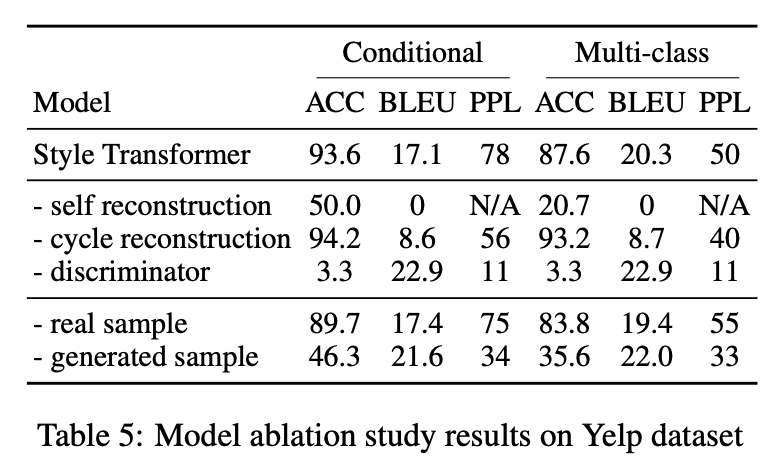 Conditional Multi-class
Model ACC BLEU PPL ACC BLEU PPL
Style Transformer 93.6 17.1 78 87.6 20.3 50
- self reconstruction 50.0 0 N/A 20.7 0 N/A
- cycle reconstruction 94.2 8.6 56 93.2 8.7 40
- discriminator 3.3 22.9 11 3.3 22.9 11
- real sample 89.7 17.4 75 83.8 19.4 55
- generated sample 46.3 21.6 34 35.6 22.0 33
Table 5: Model ablation study results on Yelp dataset